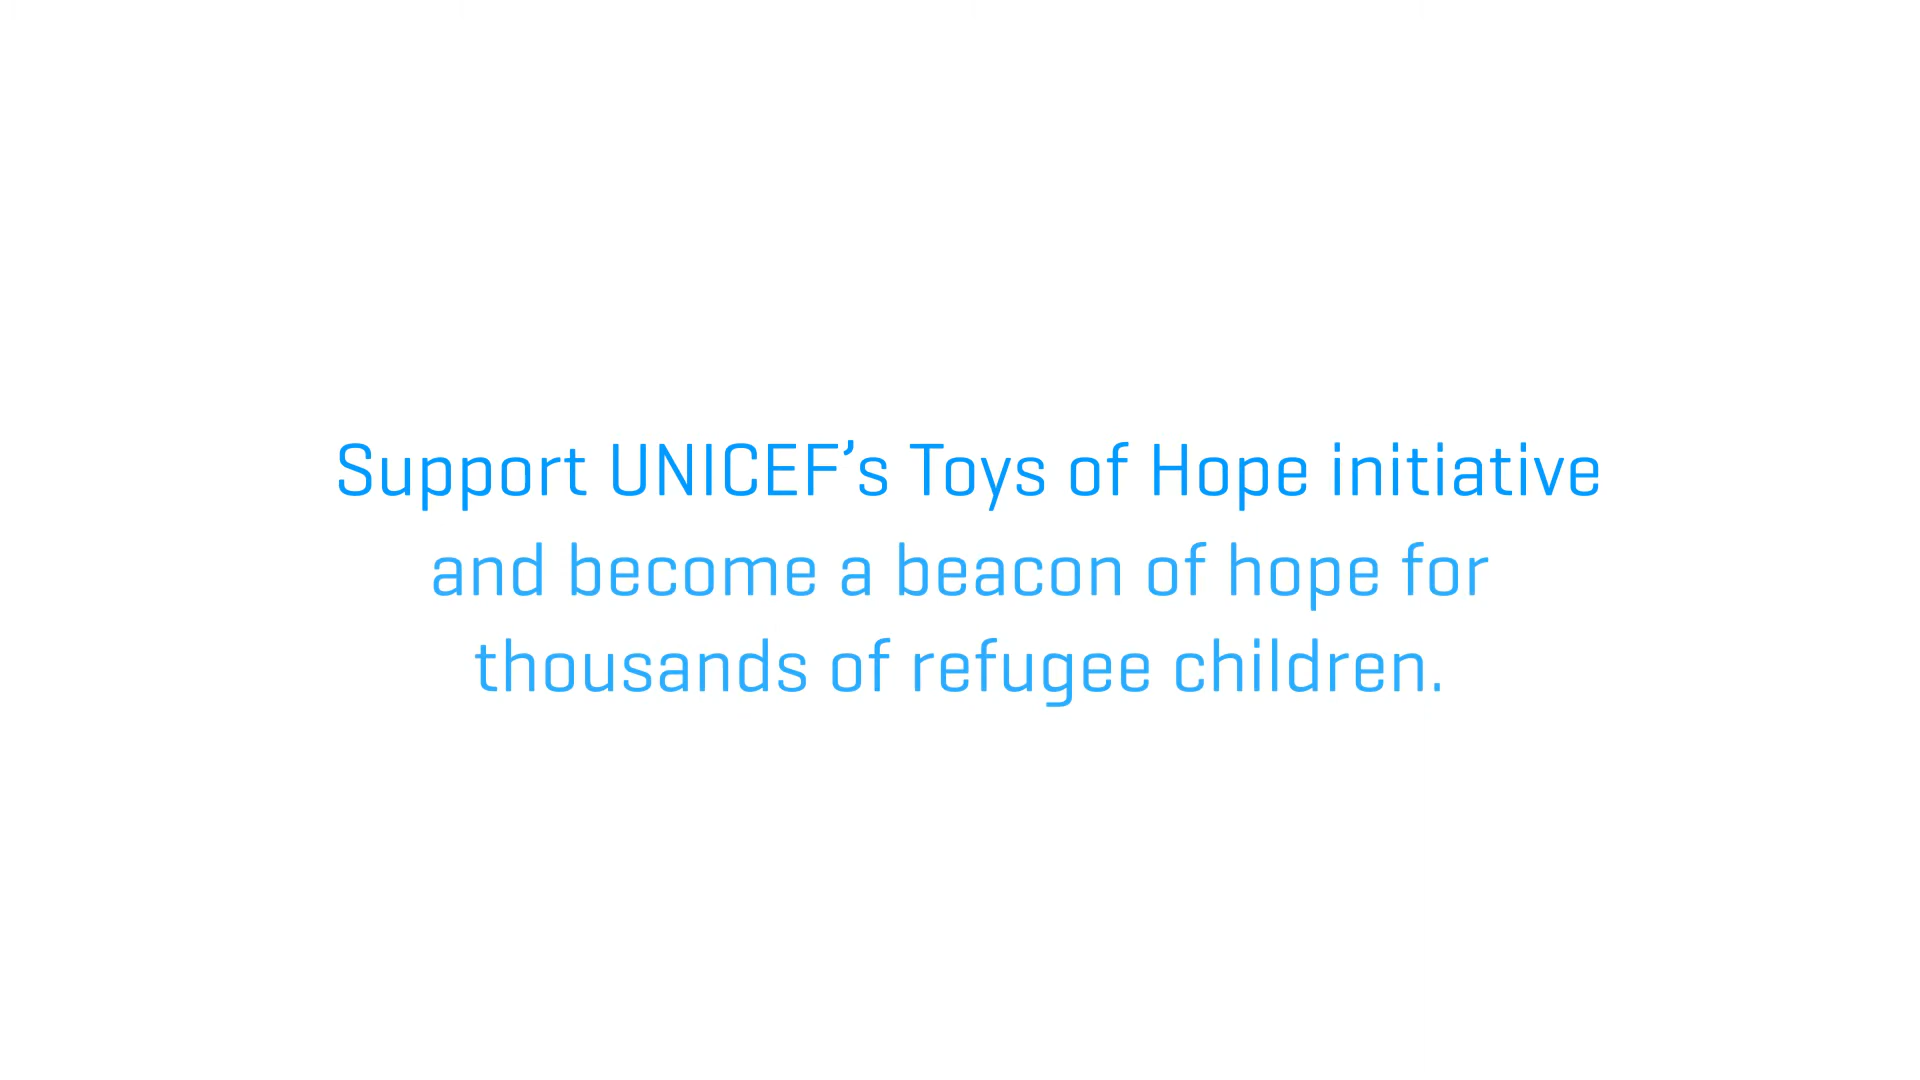 Support UNICEF’s Toys of Hope initiative
and become a beacon of hope for
thousands of refugee children.